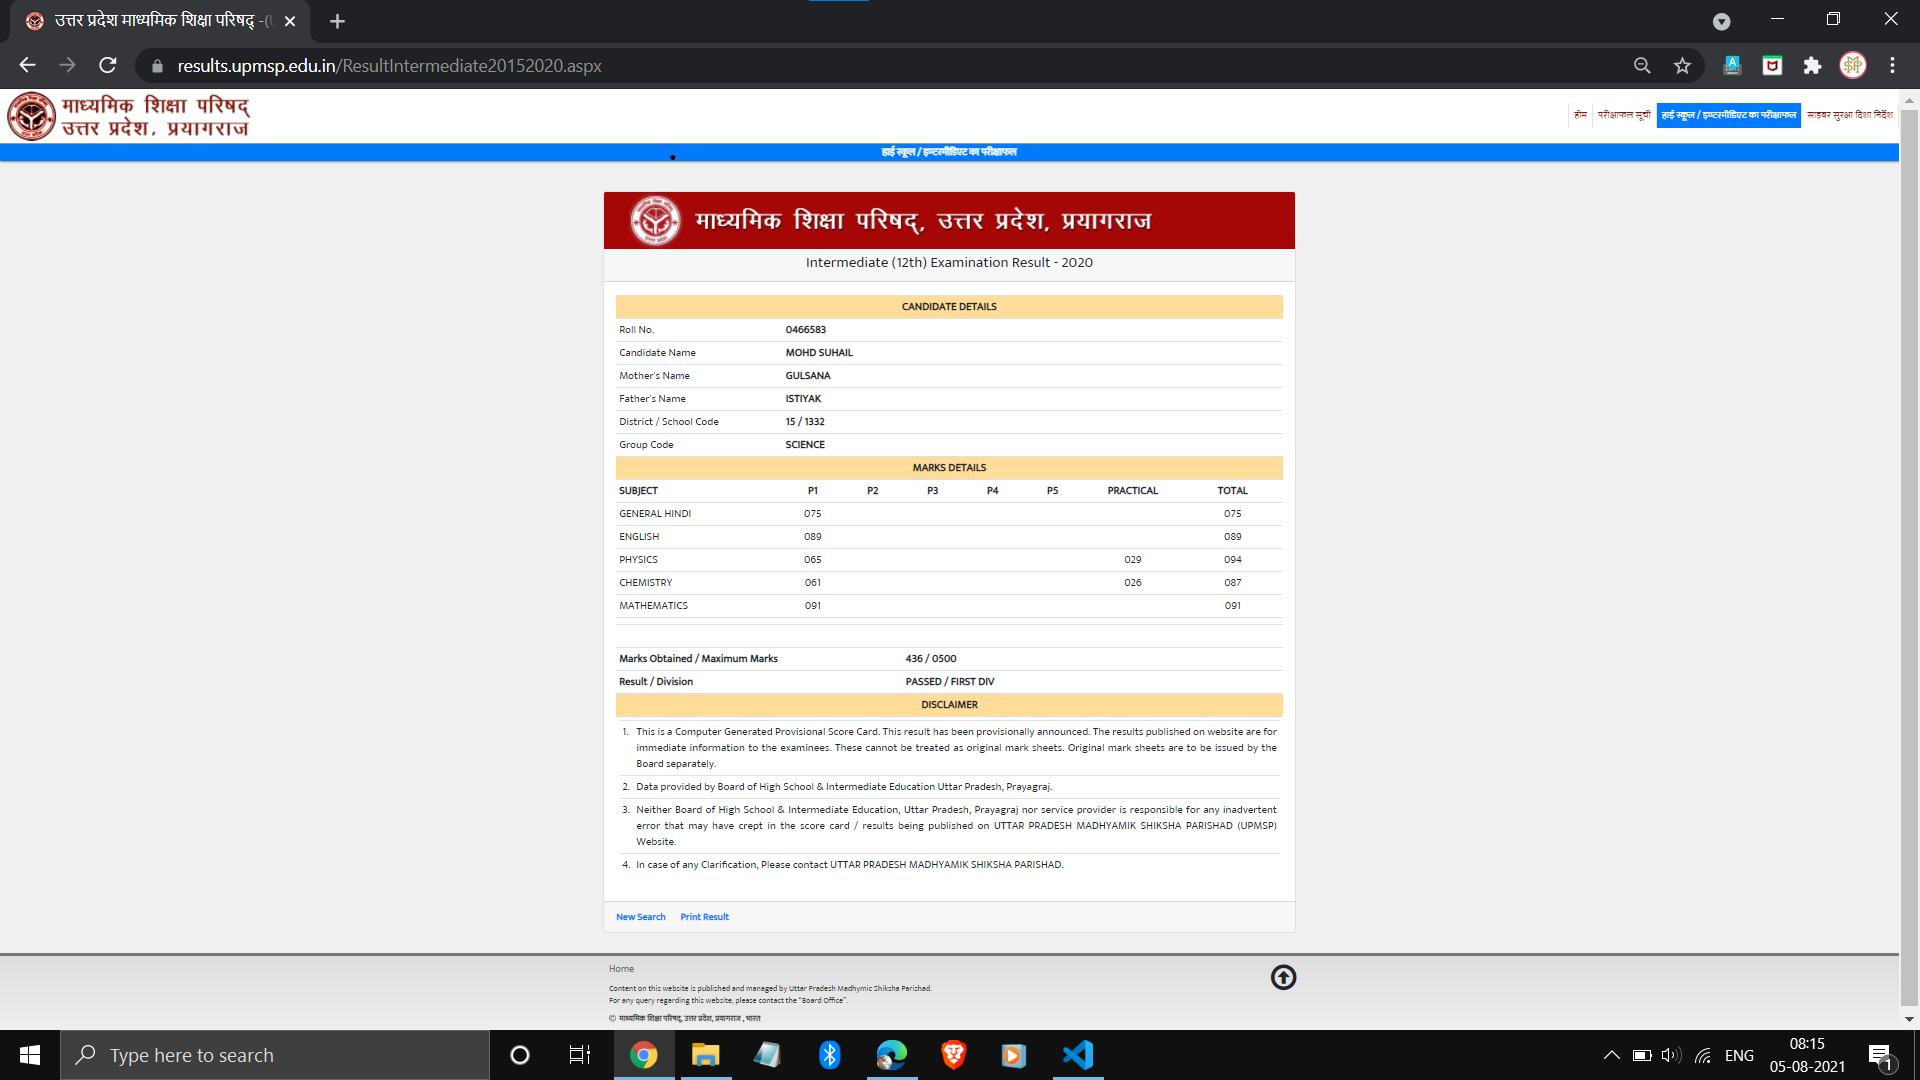 उत्तर प्रदेश माध्यमिक शिक्षा परिषद् -(
results.upmsp.edu.in/ResultIntermediate20152020.aspx
माध्यमिक शिक्षा परिषद्
उत्तर प्रदेश, प्रयागराज
होम परीक्षाफल सूची हाई स्कूल / इण्टरमीडिएट का परीक्षाफल साइबर सुरक्षा दिशा निर्देश
हाई स्कूल / इण्टरमीडिएट का परीक्षाफल
माध्यमिक शिक्षा परिषद्, उत्तर प्रदेश, प्रयागराज
Intermediate (12th) Examination Result - 2020
CANDIDATE DETAILS
Roll No. 0466583
Candidate Name MOHD SUHAIL
Mother's Name GULSANA
Father's Name ISTIYAK
District / School Code 15 / 1332
Group Code SCIENCE
MARKS DETAILS
SUBJECT P1 P2 P3 P4 P5 PRACTICAL TOTAL
GENERAL HINDI 075 075
ENGLISH 089 089
PHYSICS 065 029 094
CHEMISTRY 061 026 087
MATHEMATICS 091 091
Marks Obtained / Maximum Marks 436 / 0500
Result / Division PASSED / FIRST DIV
DISCLAIMER
1. This is a Computer Generated Provisional Score Card. This result has been provisionally announced. The results published on website are for
immediate information to the examinees. These cannot be treated as original mark sheets. Original mark sheets are to be issued by the
Board separately.
2. Data provided by Board of High School & Intermediate Education Uttar Pradesh, Prayagraj.
3. Neither Board of High School & Intermediate Education, Uttar Pradesh, Prayagraj nor service provider is responsible for any inadvertent
error that may have crept in the score card / results being published on UTTAR PRADESH MADHYAMIK SHIKSHA PARISHAD (UPMSP)
Website.
4. In case of any Clarification, Please contact UTTAR PRADESH MADHYAMIK SHIKSHA PARISHAD.
New Search Print Result
Home
Content on this website is published and managed by Uttar Pradesh Madhymic Shiksha Parishad.
For any query regarding this website, please contact the "Board Office".
© माध्यमिक शिक्षा परिषद्, उत्तर प्रदेश, प्रयागराज , भारत
Type here to search
ENG
08:15
05-08-2021
1